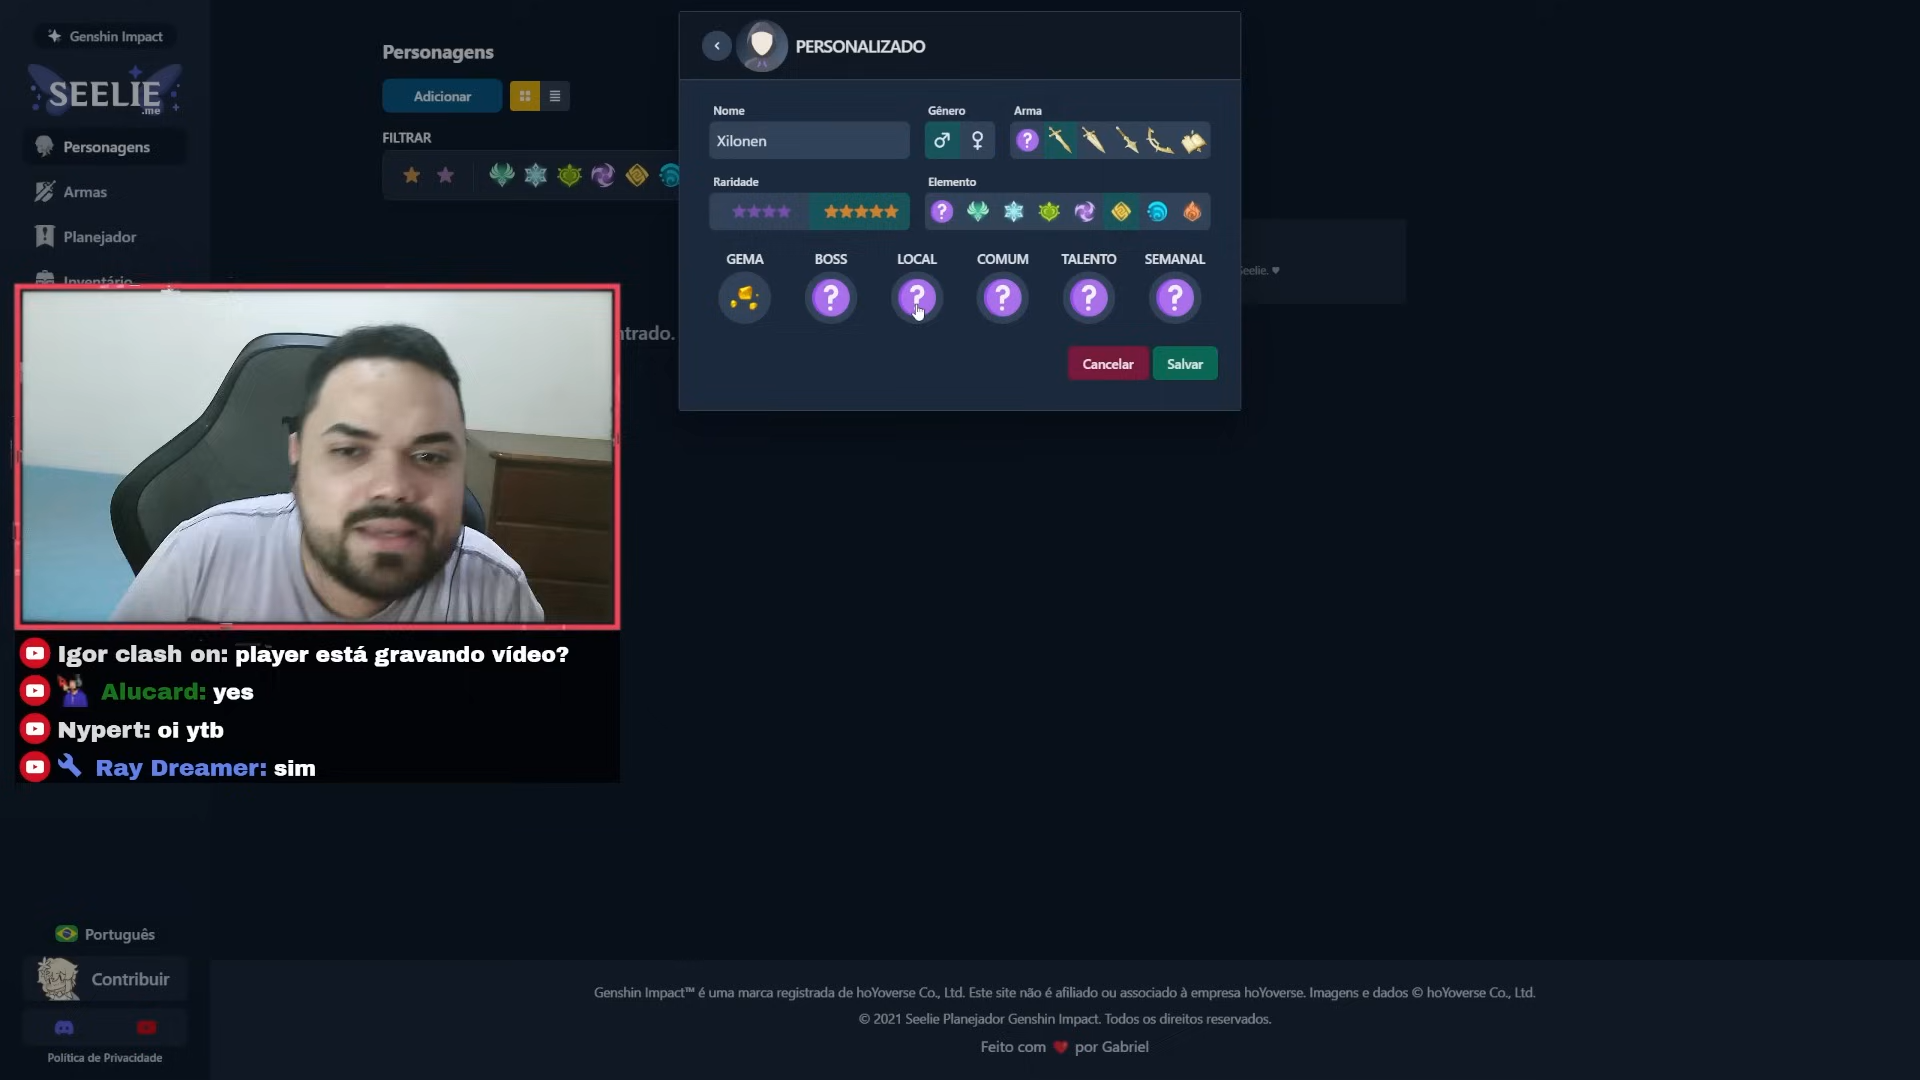 Genshin Impact
SEELIE
.me
Personagens
Armas
Planejador
Inventário
Personagens
Adicionar
FILTRAR
ntrado.
Seelie. ♥
PERSONALIZADO
Nome
Gênero
Arma
Xilonen
Raridade
Elemento
GEMA
BOSS
LOCAL
COMUM
TALENTO
SEMANAL
Cancelar
Salvar
Igor clash on: player está gravando vídeo?
Alucard: yes
Nypert: oi ytb
Ray Dreamer: sim
Português
Contribuir
Política de Privacidade
Genshin Impact™ é uma marca registrada de hoYoverse Co., Ltd. Este site não é afiliado ou associado à empresa hoYoverse. Imagens e dados © hoYoverse Co., Ltd.
© 2021 Seelie Planejador Genshin Impact. Todos os direitos reservados.
Feito com ❤ por Gabriel